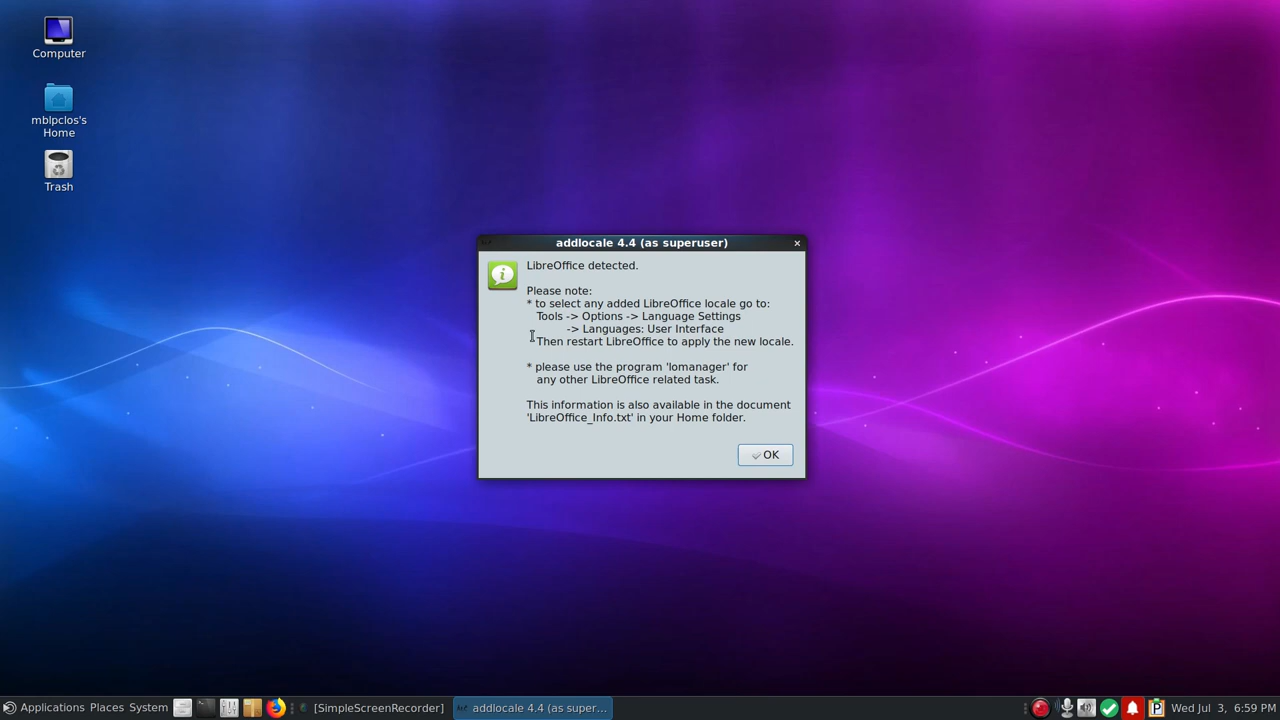 Computer
mblpclos's
Home
Trash
addlocale 4.4 (as superuser)
LibreOffice detected.
Please note:
* to select any added LibreOffice locale go to:
Tools -> Options -> Language Settings
-> Languages: User Interface
Then restart LibreOffice to apply the new locale.
* please use the program 'lomanager' for
any other LibreOffice related task.
This information is also available in the document
'LibreOffice_Info.txt' in your Home folder.
OK
Applications Places System [SimpleScreenRecorder] addlocale 4.4 (as super... Wed Jul 3, 6:59 PM